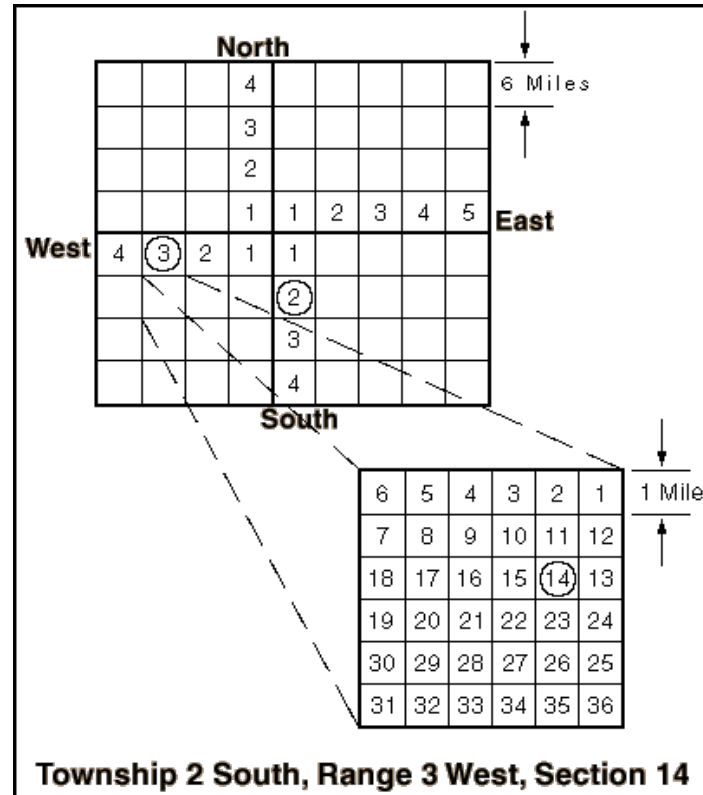 North
4
6 Miles
3
2
1 1 2 3 4 5
East
West
4 3 2 1 1
2
3
4
South
6 5 4 3 2 1
1 Mile
7 8 9 10 11 12
18 17 16 15 14 13
19 20 21 22 23 24
30 29 28 27 26 25
31 32 33 34 35 36
Township 2 South, Range 3 West, Section 14